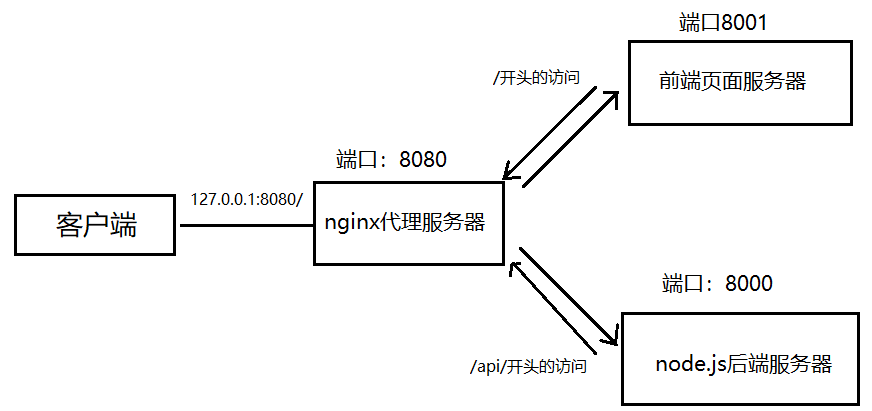 端口8001
/开头的访问
前端页面服务器
端口：8080
127.0.0.1:8080/
客户端
nginx代理服务器
端口：8000
/api/开头的访问
node.js后端服务器